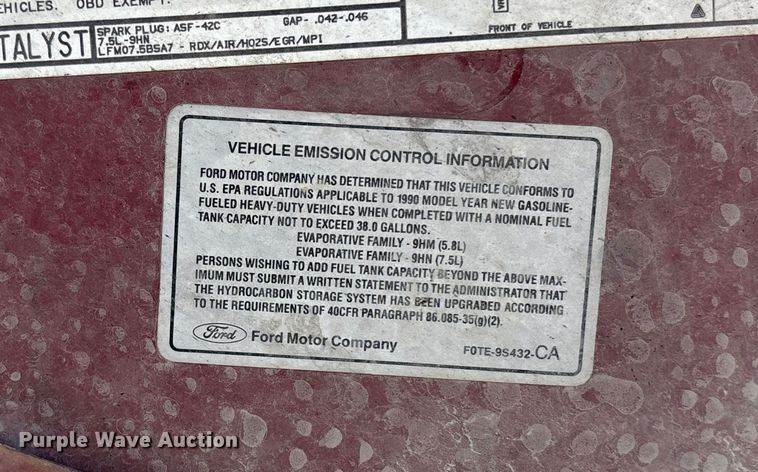 EHICLES. OBD EXEMPT.
TALYST
SPARK PLUG: ASF-42C GAP- .042-.046
7.5L-9HN
LFM07.5BSA7 - RDX/AIR/HO2S/EGR/MPI
FRONT OF VEHICLE
VEHICLE EMISSION CONTROL INFORMATION
FORD MOTOR COMPANY HAS DETERMINED THAT THIS VEHICLE CONFORMS TO
U.S. EPA REGULATIONS APPLICABLE TO 1990 MODEL YEAR NEW GASOLINE-
FUELED HEAVY-DUTY VEHICLES WHEN COMPLETED WITH A NOMINAL FUEL
TANK CAPACITY NOT TO EXCEED 38.0 GALLONS.
EVAPORATIVE FAMILY - 9HM (5.8L)
EVAPORATIVE FAMILY - 9HN (7.5L)
PERSONS WISHING TO ADD FUEL TANK CAPACITY BEYOND THE ABOVE MAX-
IMUM MUST SUBMIT A WRITTEN STATEMENT TO THE ADMINISTRATOR THAT
THE HYDROCARBON STORAGE SYSTEM HAS BEEN UPGRADED ACCORDING
TO THE REQUIREMENTS OF 40CFR PARAGRAPH 86.085-35(g)(2).
Ford Ford Motor Company F0TE-9S432-CA
Purple Wave Auction